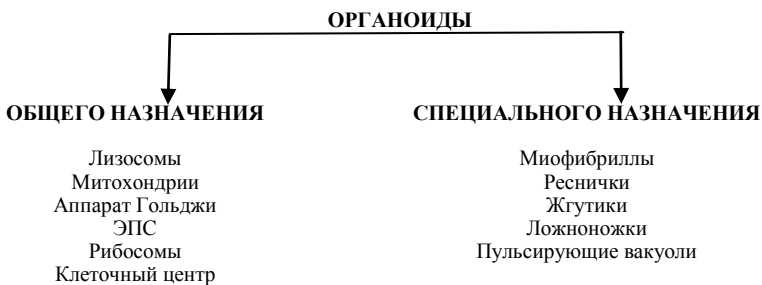 ОРГАНОИДЫ
ОБЩЕГО НАЗНАЧЕНИЯ
Лизосомы
Митохондрии
Аппарат Гольджи
ЭПС
Рибосомы
Клеточный центр
СПЕЦИАЛЬНОГО НАЗНАЧЕНИЯ
Миофибриллы
Реснички
Жгутики
Ложноножки
Пульсирующие вакуоли